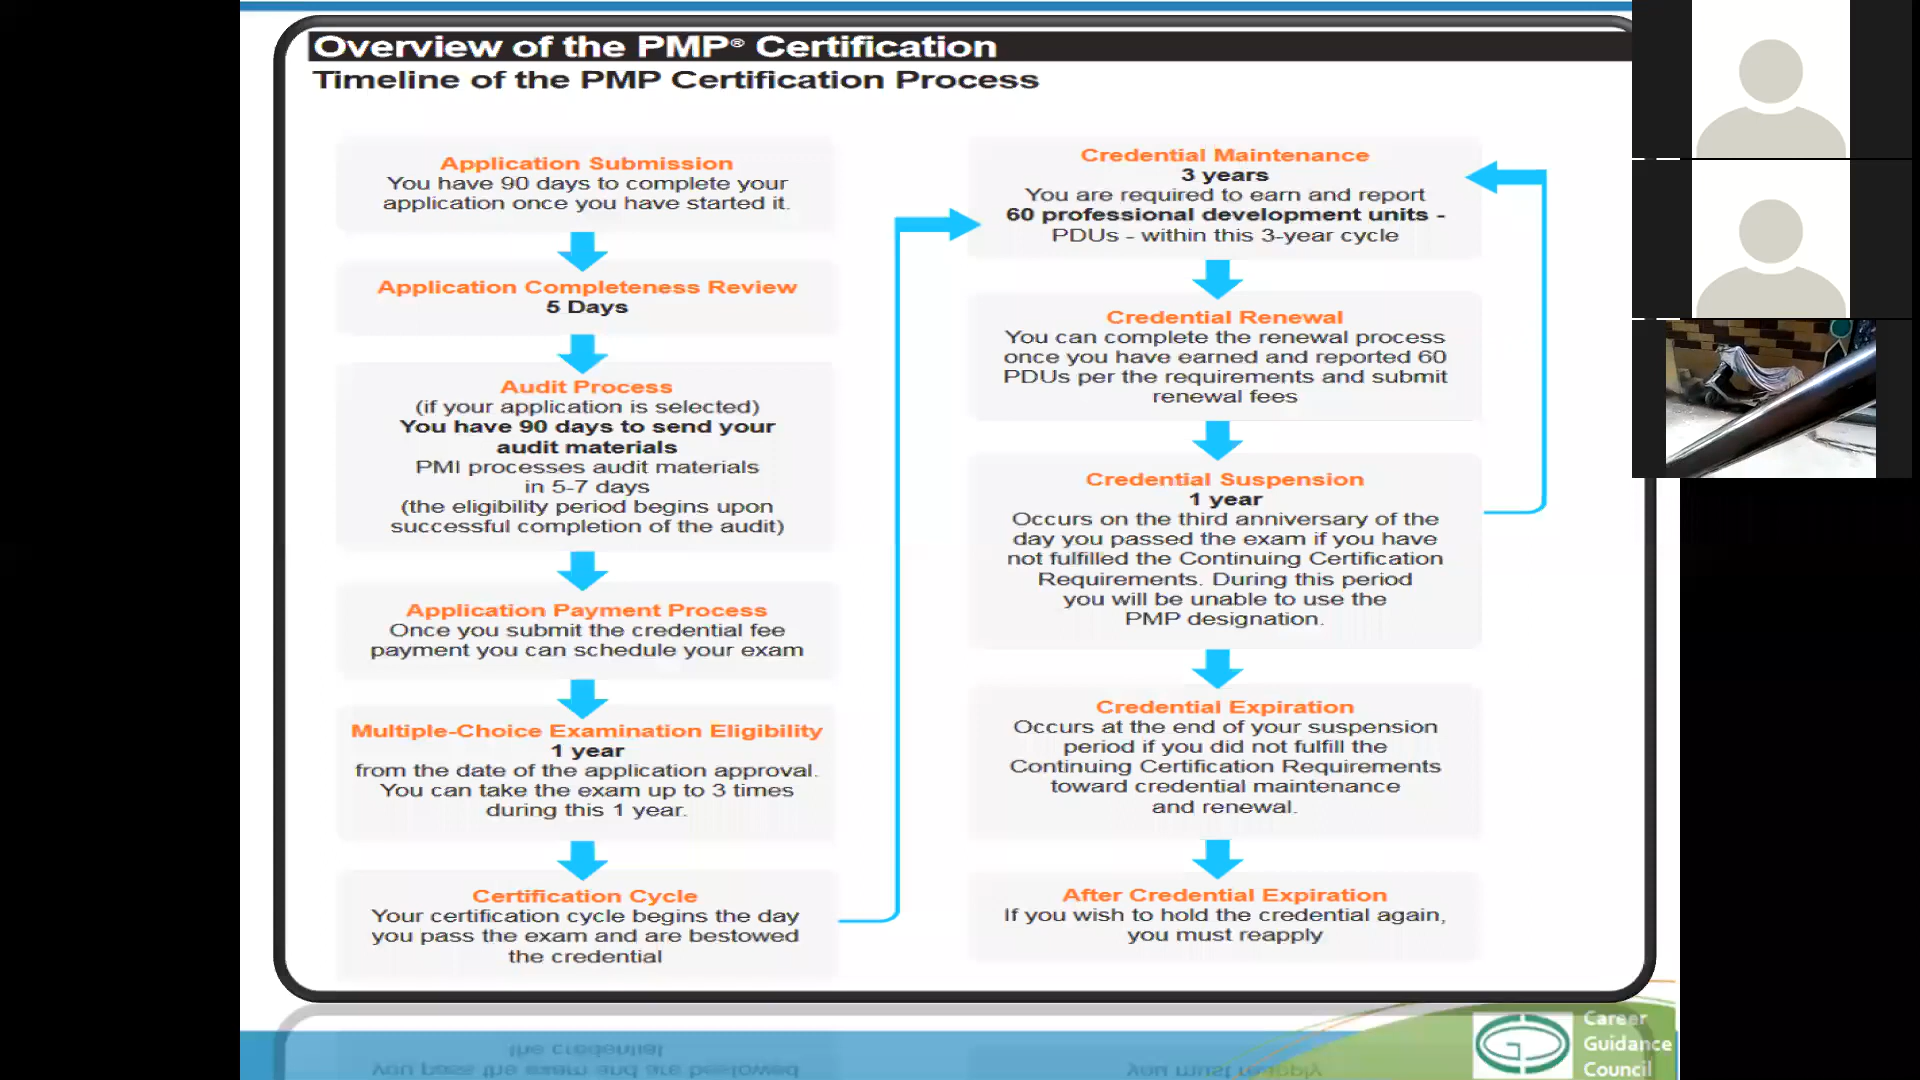 Overview of the PMP® Certification
Timeline of the PMP Certification Process
Application Submission
You have 90 days to complete your
application once you have started it.
Application Completeness Review
5 Days
Audit Process
(if your application is selected)
You have 90 days to send your
audit materials
PMI processes audit materials
in 5-7 days
(the eligibility period begins upon
successful completion of the audit)
Application Payment Process
Once you submit the credential fee
payment you can schedule your exam
Multiple-Choice Examination Eligibility
1 year
from the date of the application approval.
You can take the exam up to 3 times
during this 1 year.
Certification Cycle
Your certification cycle begins the day
you pass the exam and are bestowed
the credential
Credential Maintenance
3 years
You are required to earn and report
60 professional development units -
PDUs - within this 3-year cycle
Credential Renewal
You can complete the renewal process
once you have earned and reported 60
PDUs per the requirements and submit
renewal fees
Credential Suspension
1 year
Occurs on the third anniversary of the
day you passed the exam if you have
not fulfilled the Continuing Certification
Requirements. During this period
you will be unable to use the
PMP designation.
Credential Expiration
Occurs at the end of your suspension
period if you did not fulfill the
Continuing Certification Requirements
toward credential maintenance
and renewal.
After Credential Expiration
If you wish to hold the credential again,
you must reapply
Career
Guidance
Council